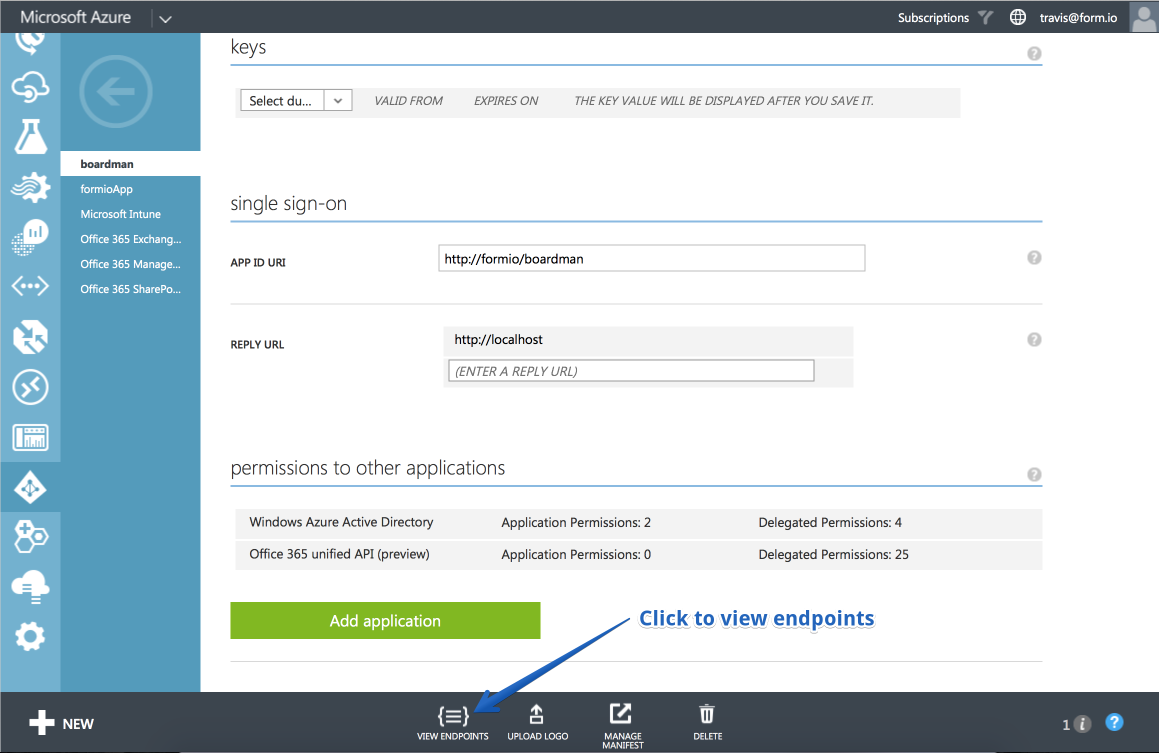 Microsoft Azure
Subscriptions
travis@form.io
keys
Select du...
VALID FROM
EXPIRES ON
THE KEY VALUE WILL BE DISPLAYED AFTER YOU SAVE IT.
boardman
formioApp
Microsoft Intune
Office 365 Exchang...
Office 365 Manage...
Office 365 SharePo...
single sign-on
APP ID URI
http://formio/boardman
REPLY URL
http://localhost
(ENTER A REPLY URL)
permissions to other applications
Windows Azure Active Directory
Application Permissions: 2
Delegated Permissions: 4
Office 365 unified API (preview)
Application Permissions: 0
Delegated Permissions: 25
Add application
Click to view endpoints
NEW
VIEW ENDPOINTS
UPLOAD LOGO
MANAGE
MANIFEST
DELETE
1